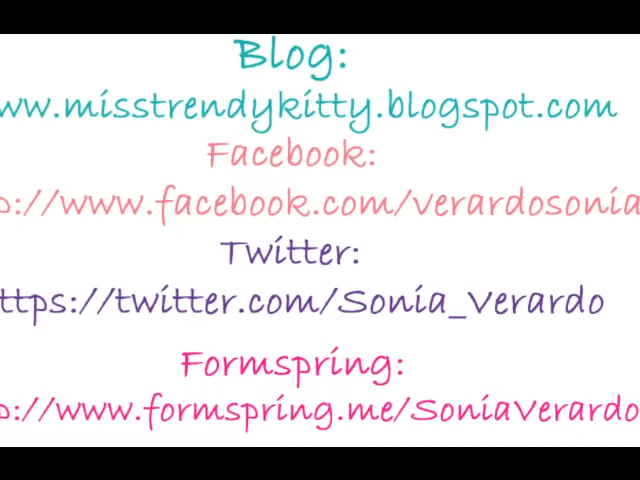 Blog:
ww.misstrendykitty.blogspot.com
Facebook:
p://www.facebook.com/verardosonia
Twitter:
ttps://twitter.com/Sonia_Verardo
Formspring:
p://www.formspring.me/SoniaVerardo